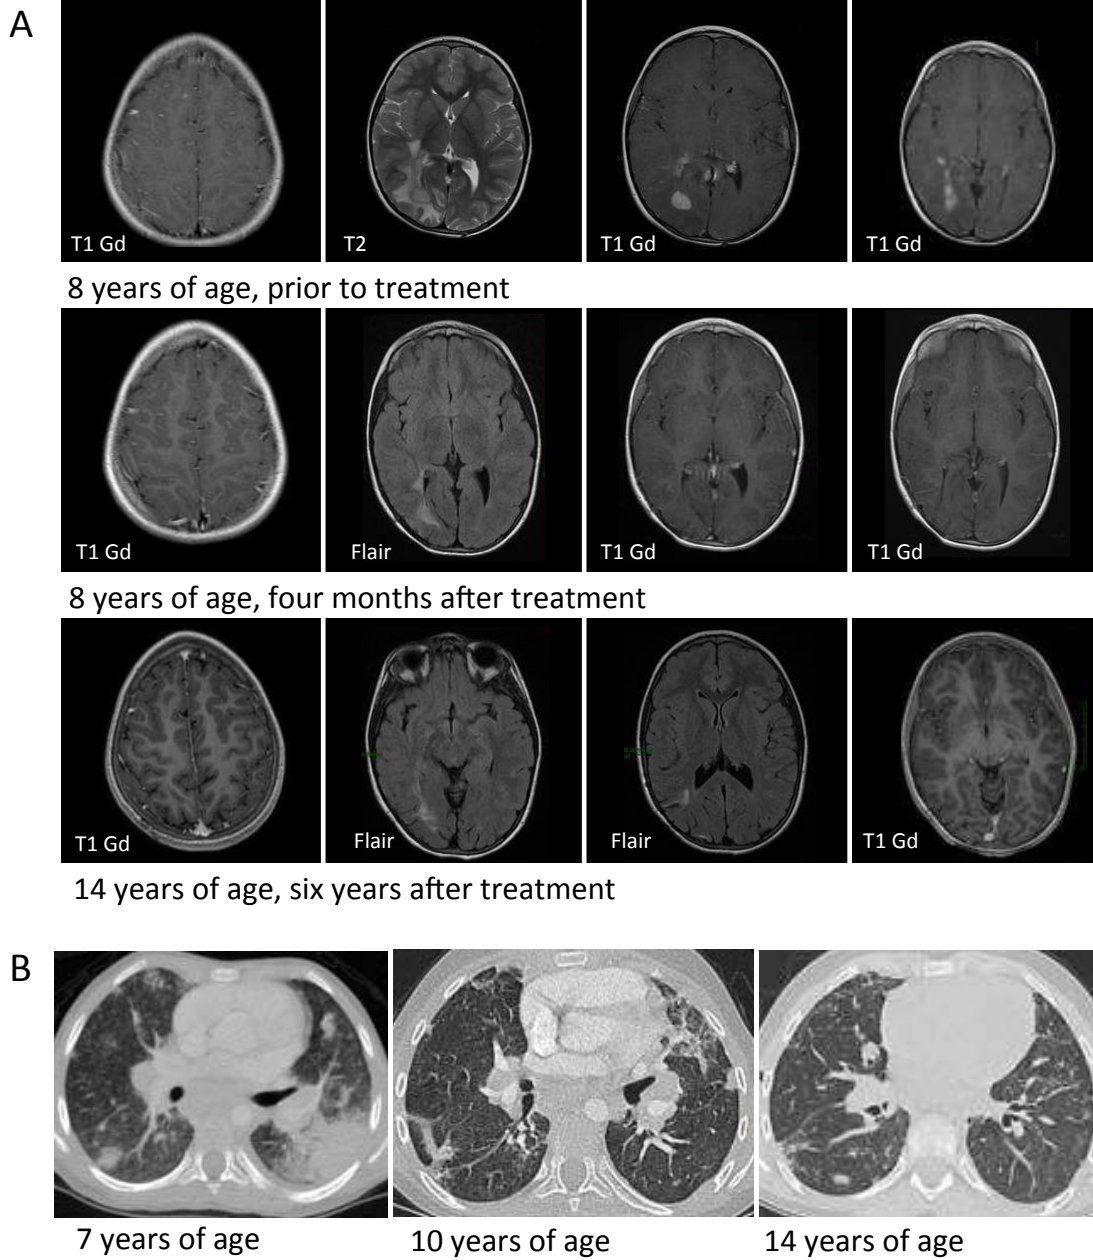 A
T1 Gd
T2
T1 Gd
T1 Gd
8 years of age, prior to treatment
T1 Gd
Flair
T1 Gd
T1 Gd
8 years of age, four months after treatment
T1 Gd
Flair
Flair
T1 Gd
14 years of age, six years after treatment
B
7 years of age
10 years of age
14 years of age